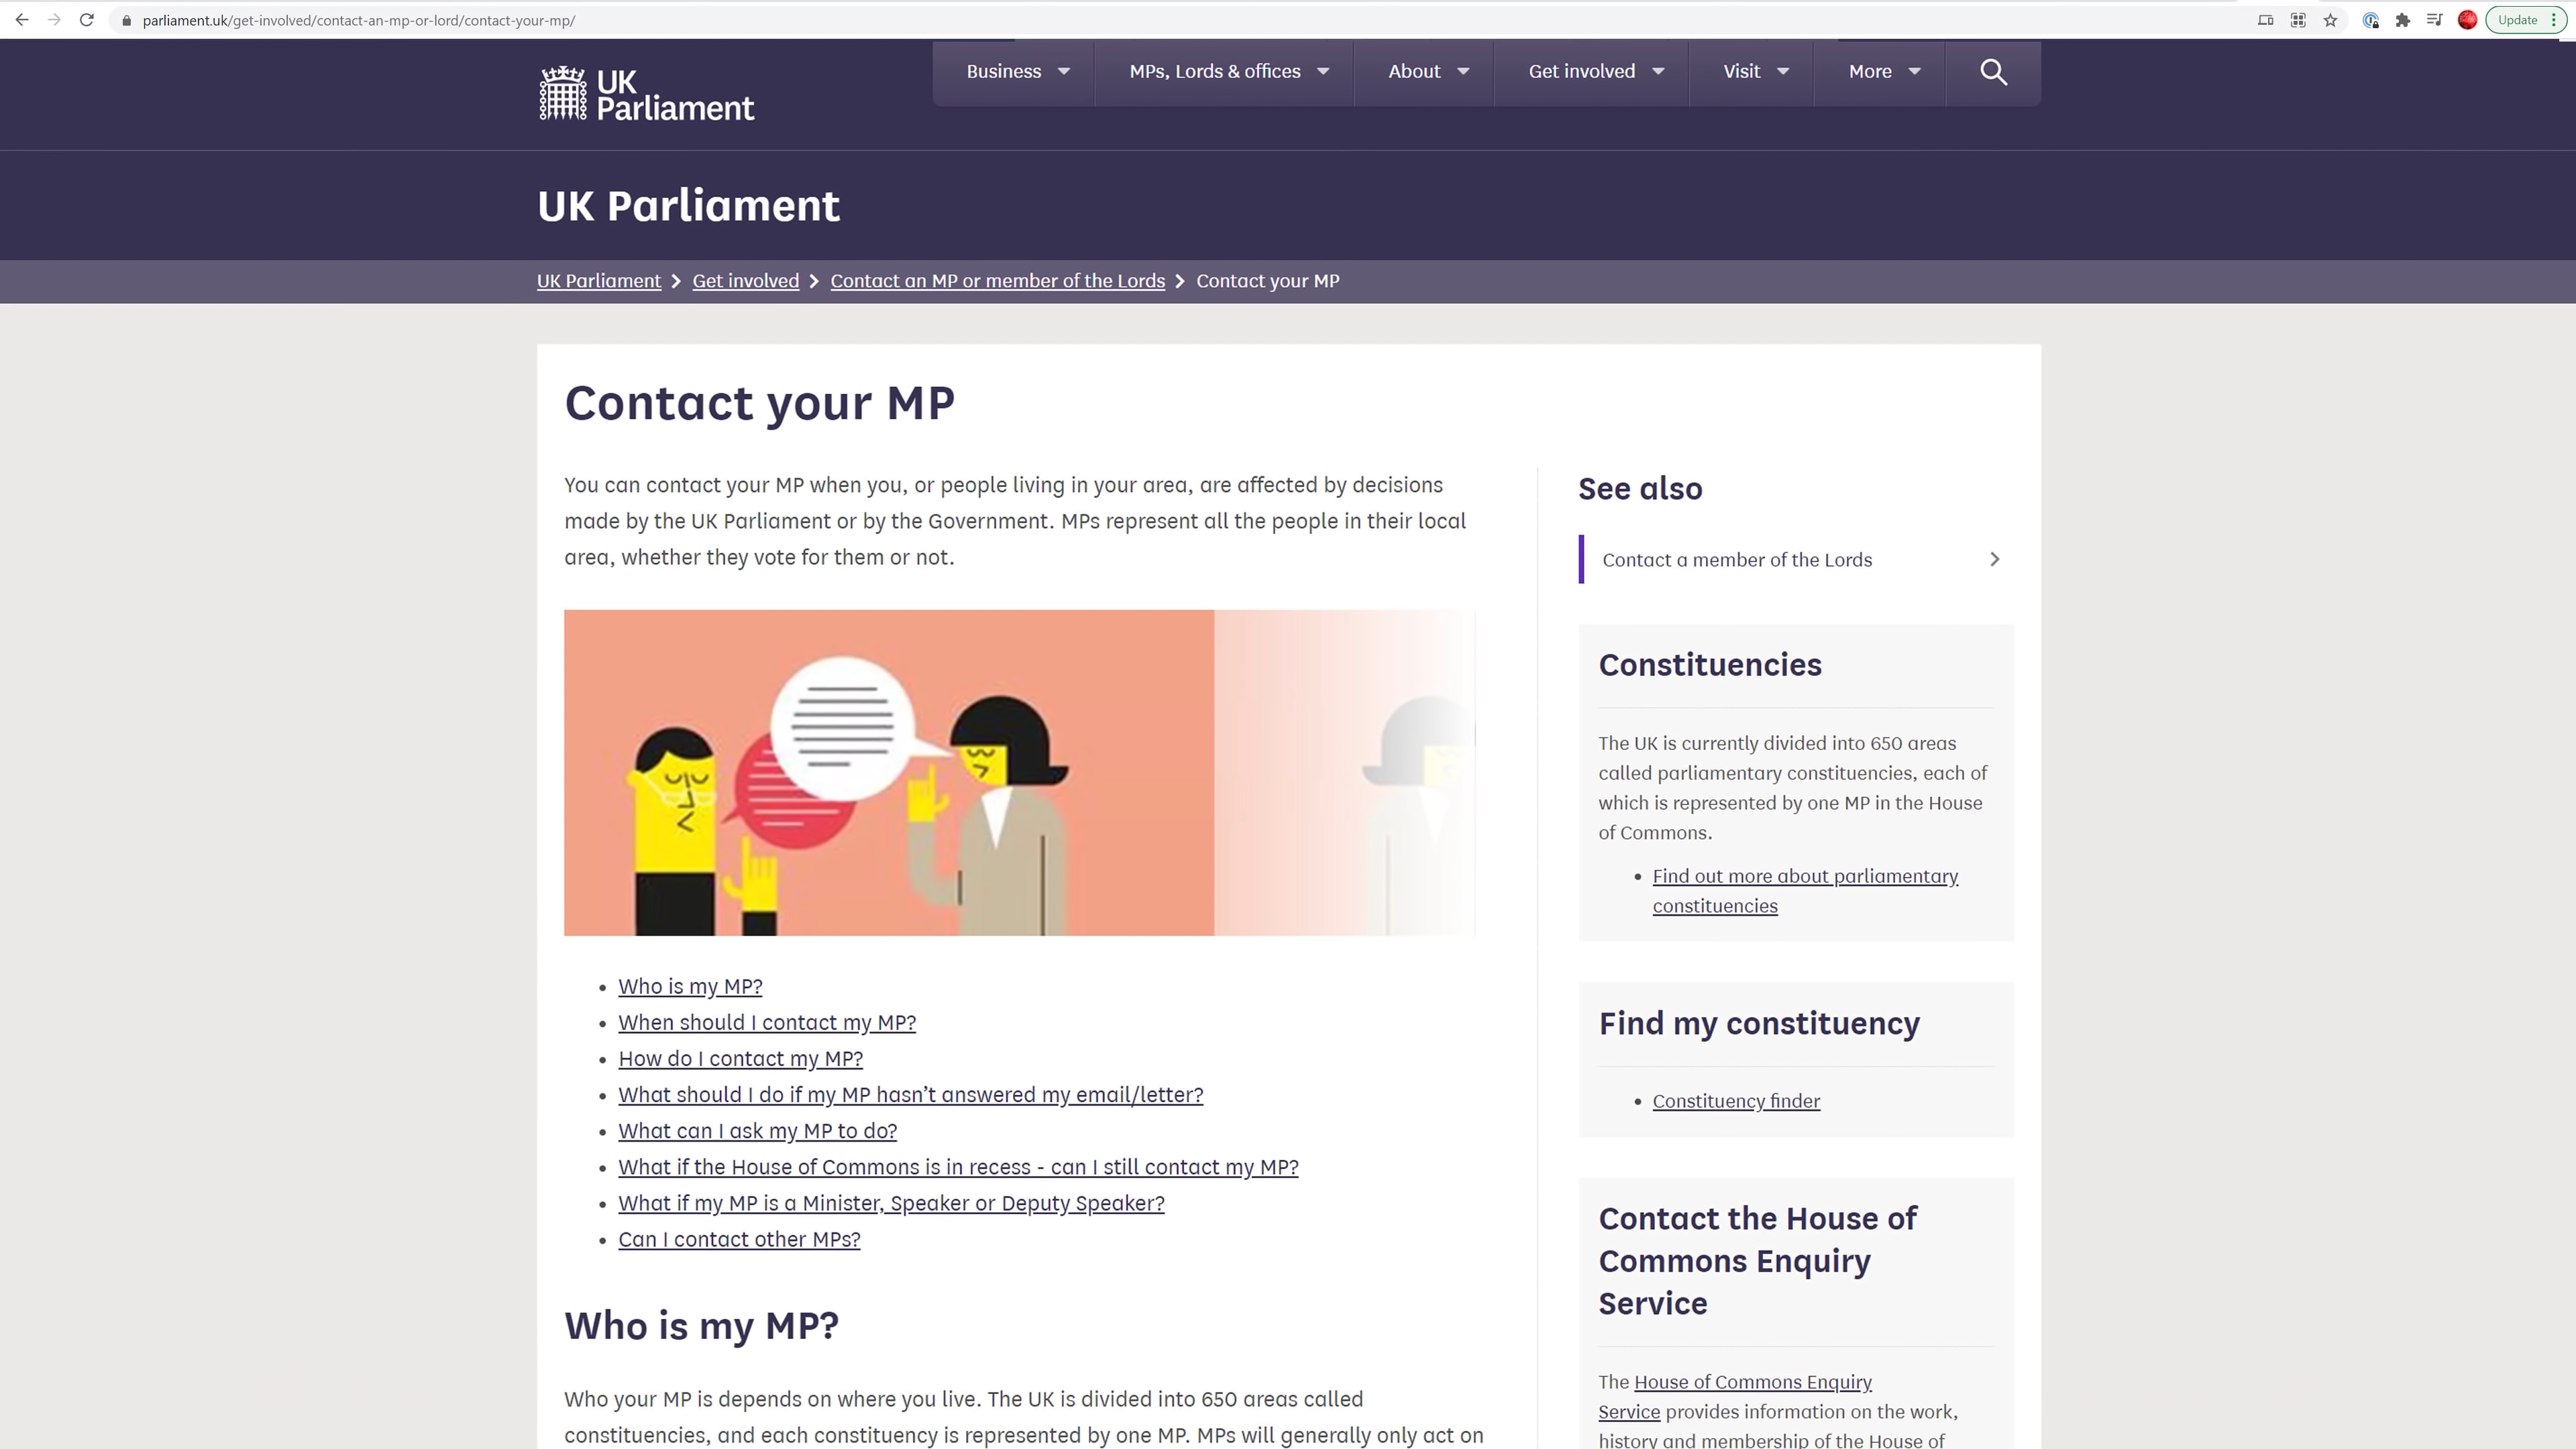 parliament.uk/get-involved/contact-an-mp-or-lord/contact-your-mp/
Update
UK
Parliament
Business
MPs, Lords & offices
About
Get involved
Visit
More
UK Parliament
UK Parliament
Get involved
Contact an MP or member of the Lords
Contact your MP
Contact your MP
You can contact your MP when you, or people living in your area, are affected by decisions
made by the UK Parliament or by the Government. MPs represent all the people in their local
area, whether they vote for them or not.
• Who is my MP?
• When should I contact my MP?
• How do I contact my MP?
• What should I do if my MP hasn’t answered my email/letter?
• What can I ask my MP to do?
• What if the House of Commons is in recess - can I still contact my MP?
• What if my MP is a Minister, Speaker or Deputy Speaker?
• Can I contact other MPs?
Who is my MP?
Who your MP is depends on where you live. The UK is divided into 650 areas called
constituencies, and each constituency is represented by one MP. MPs will generally only act on
See also
Contact a member of the Lords
Constituencies
The UK is currently divided into 650 areas
called parliamentary constituencies, each of
which is represented by one MP in the House
of Commons.
• Find out more about parliamentary
constituencies
Find my constituency
• Constituency finder
Contact the House of
Commons Enquiry
Service
The House of Commons Enquiry
Service provides information on the work,
history and membership of the House of